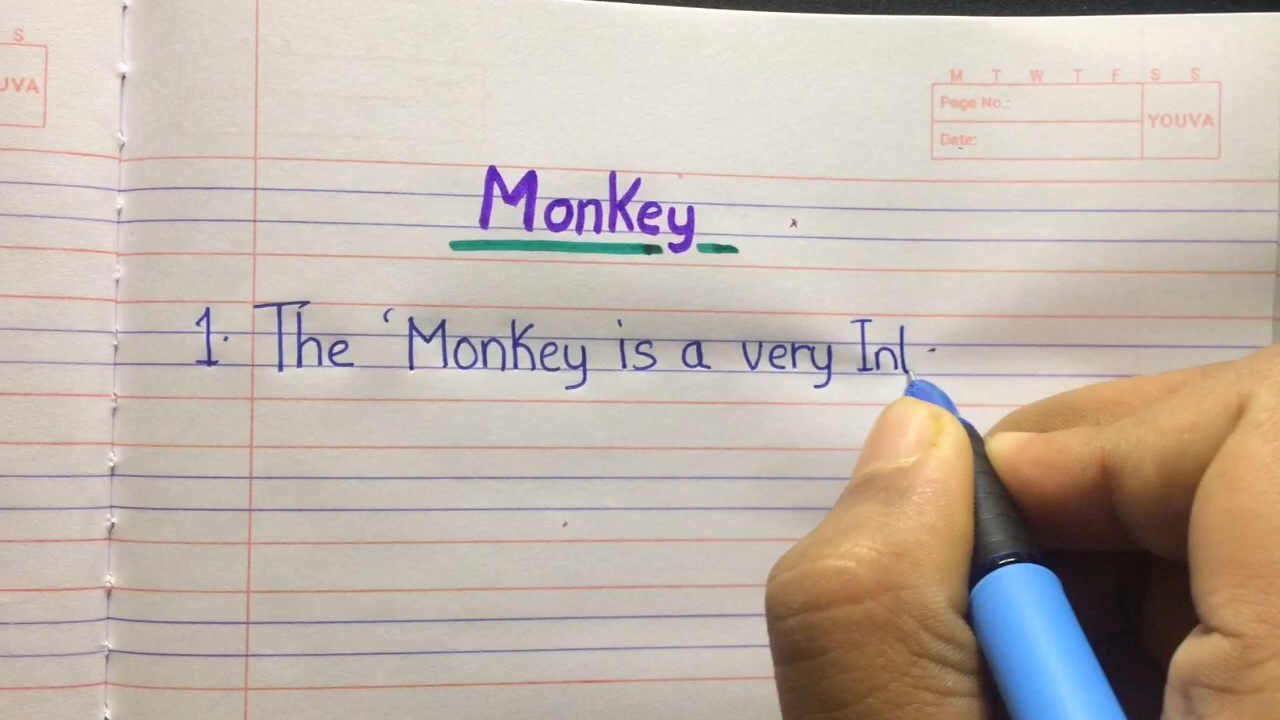 S
UVA
M T W T F S S
Page No.:
YOUVA
Date:
Monkey
1. The 'Monkey is a very